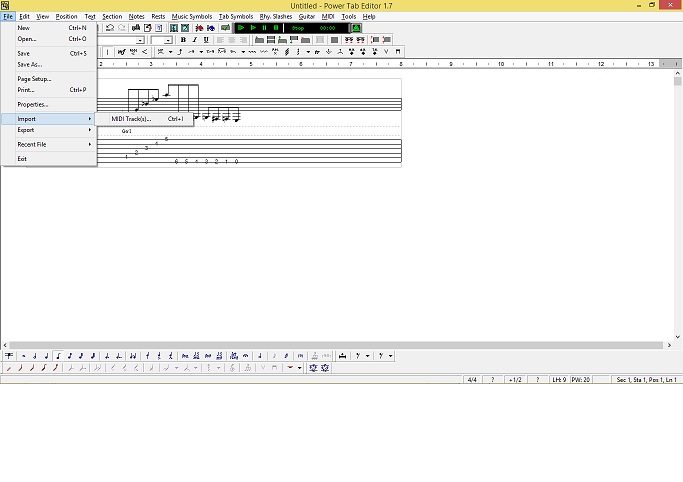 Untitled - Power Tab Editor 1.7
File Edit View Position Text Section Notes Rests Music Symbols Tab Symbols Rhy. Slashes Guitar MIDI Tools Help
New Ctrl+N
Open... Ctrl+O
Save Ctrl+S
Save As...
Page Setup...
Print... Ctrl+P
Properties...
Import
MIDI Track(s)... Ctrl+I
Export
Recent File
Exit
B I U
Stop 00:00
2 3 4 5 6 7 8 9 10 11 12 13
Gtr I
1 2 3 4 5
6 5 4 3 2 1 0
4/4 ? +1/2 ? LH: 9 PW: 20 Sec 1, Sta 1, Pos 1, Ln 1